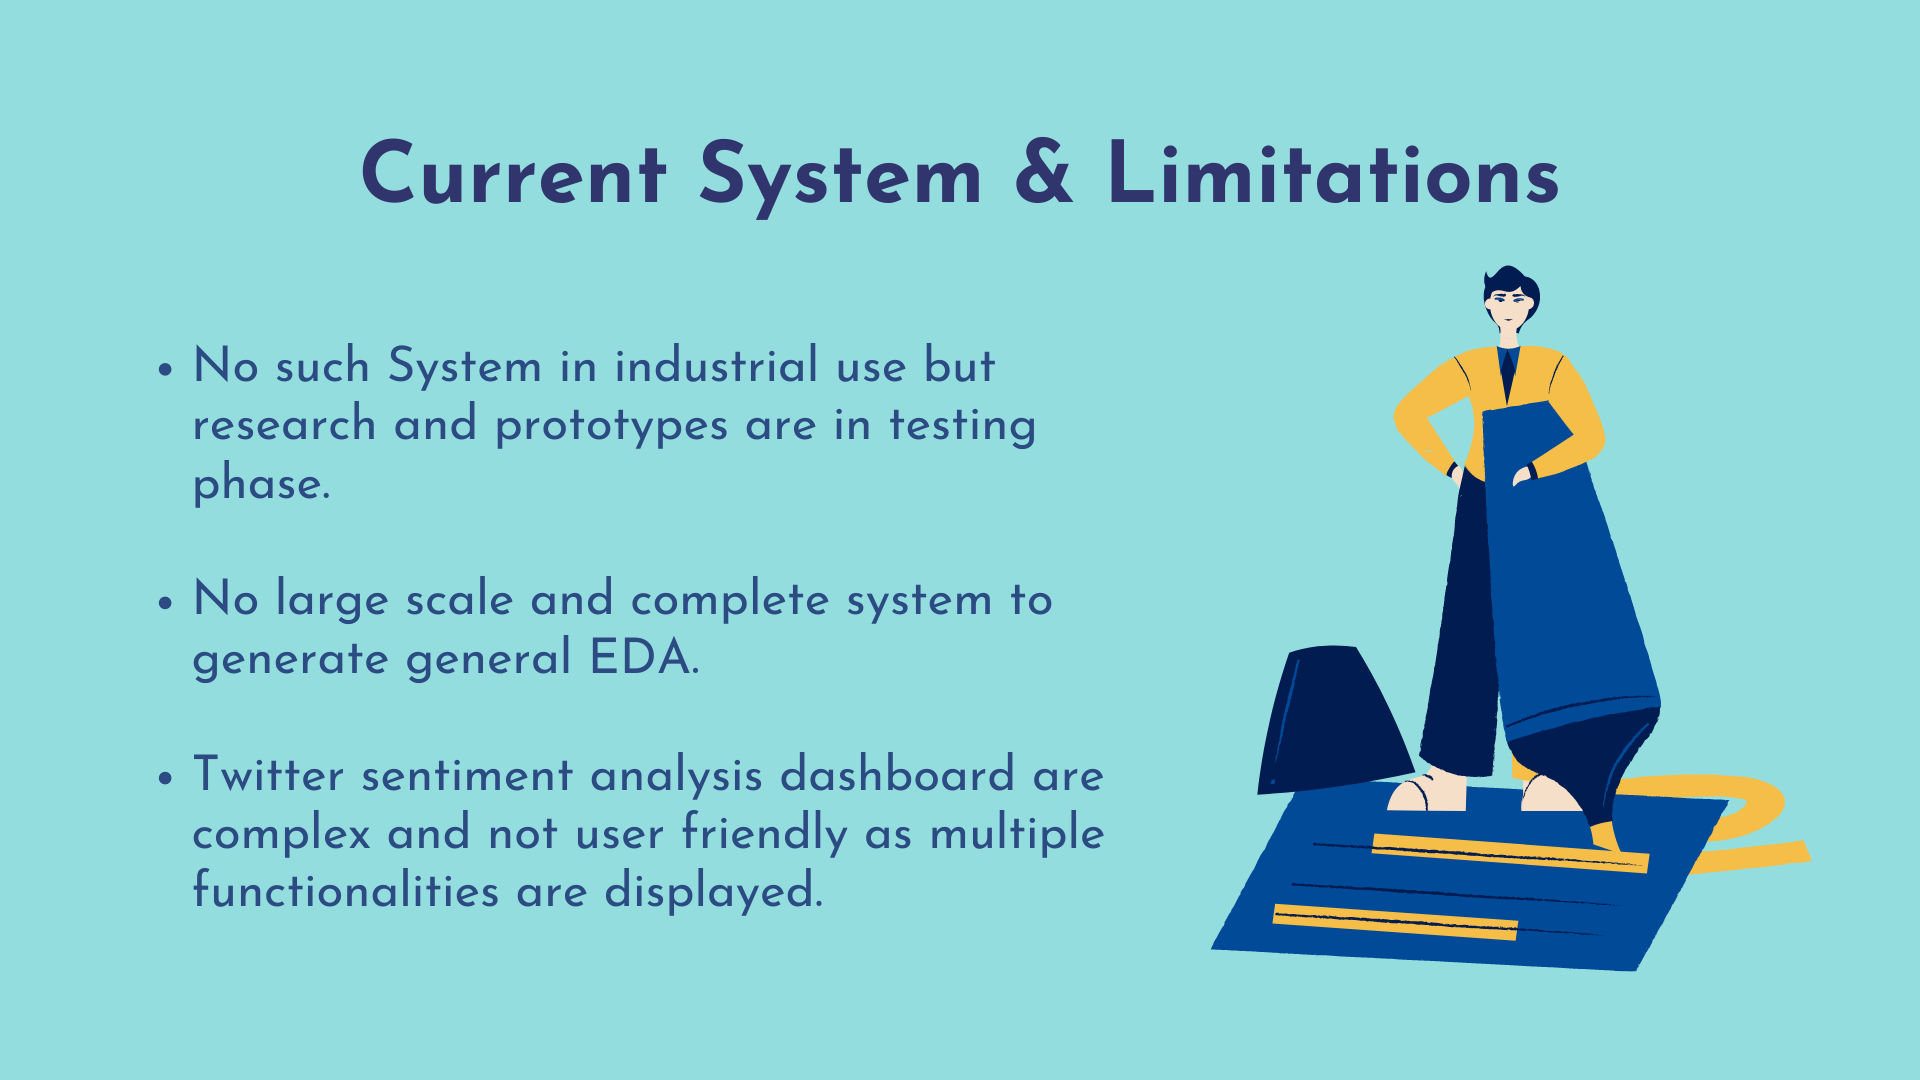 Current System & Limitations
• No such System in industrial use but
research and prototypes are in testing
phase.
• No large scale and complete system to
generate general EDA.
• Twitter sentiment analysis dashboard are
complex and not user friendly as multiple
functionalities are displayed.